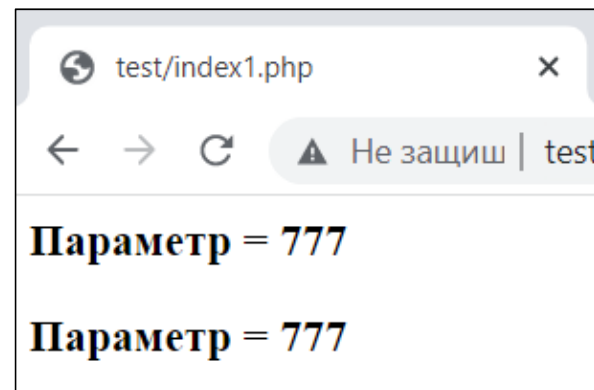 test/index1.php
Не защищ | test
Параметр = 777
Параметр = 777